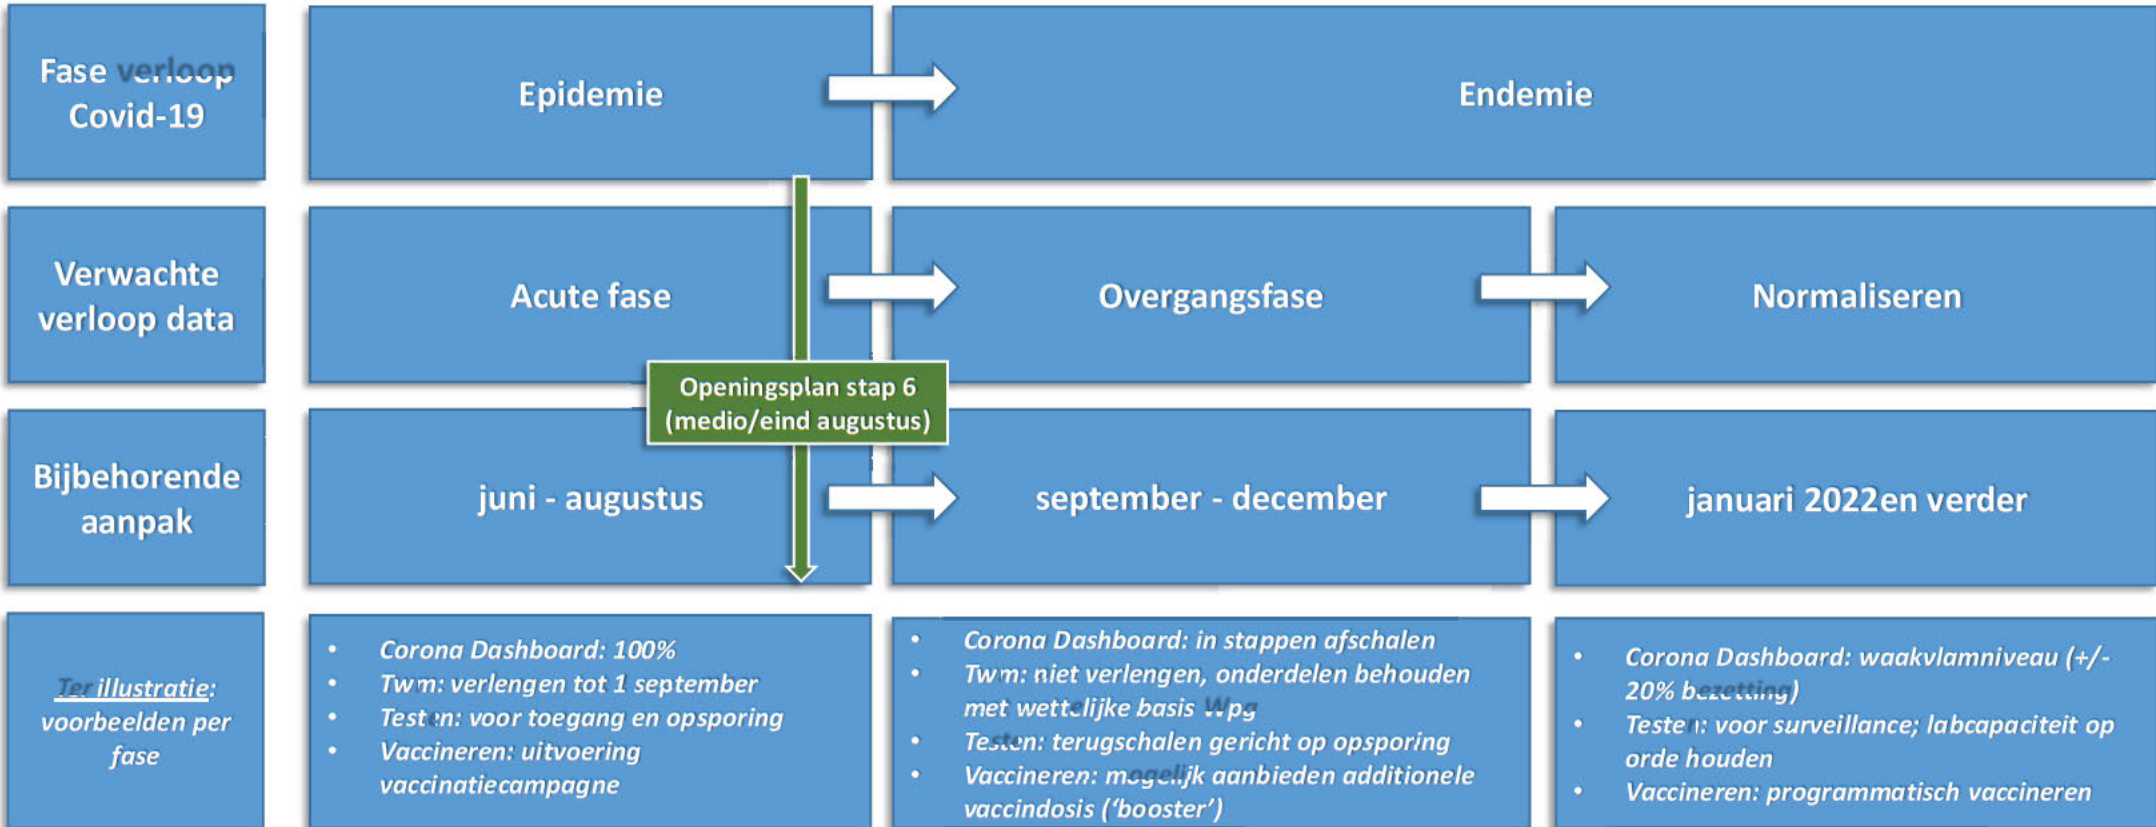 Fase verloop
Covid-19
Epidemie
Endemie
Verwachte
verloop data
Acute fase
Overgangsfase
Normaliseren
Openingsplan stap 6
(medio/eind augustus)
Bijbehorende
aanpak
juni - augustus
september - december
januari 2022en verder
Ter illustratie:
voorbeelden per
fase
• Corona Dashboard: 100%
• Twm: verlengen tot 1 september
• Testen: voor toegang en opsporing
• Vaccineren: uitvoering
vaccinatiecampagne
• Corona Dashboard: in stappen afschalen
• Twm: niet verlengen, onderdelen behouden
met wettelijke basis Wpg
• Testen: terugschalen gericht op opsporing
• Vaccineren: mogelijk aanbieden additionele
vaccindosis (‘booster’)
• Corona Dashboard: waakvlamniveau (+/-
20% bezetting)
• Testen: voor surveillance; labcapaciteit op
orde houden
• Vaccineren: programmatisch vaccineren